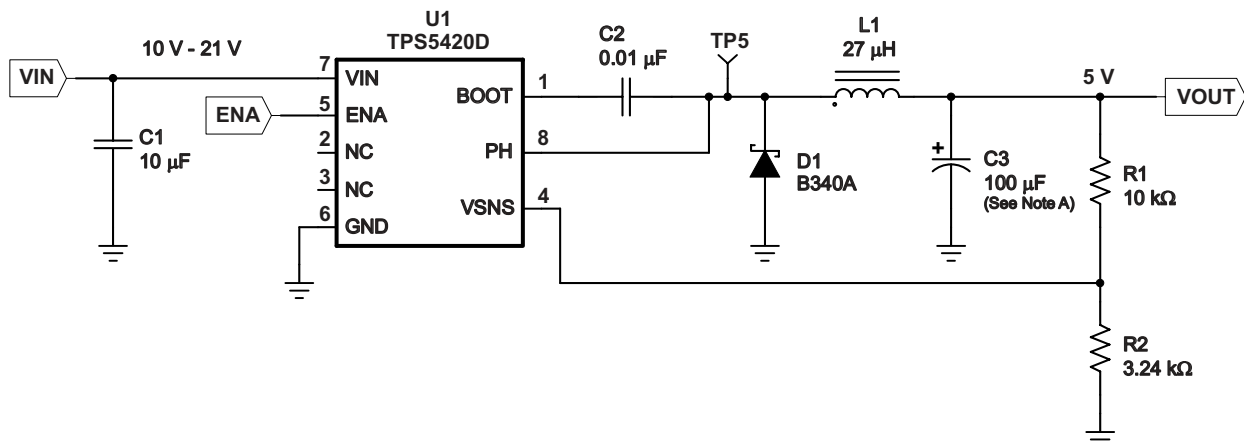 U1
TPS5420D
10 V - 21 V
VIN
C1
10 µF
ENA
7
5
2
3
6
VIN
ENA
NC
NC
GND
BOOT
PH
VSNS
1
8
4
C2
0.01 µF
TP5
D1
B340A
L1
27 µH
5 V
VOUT
+
C3
100 µF
(See Note A)
R1
10 kΩ
R2
3.24 kΩ